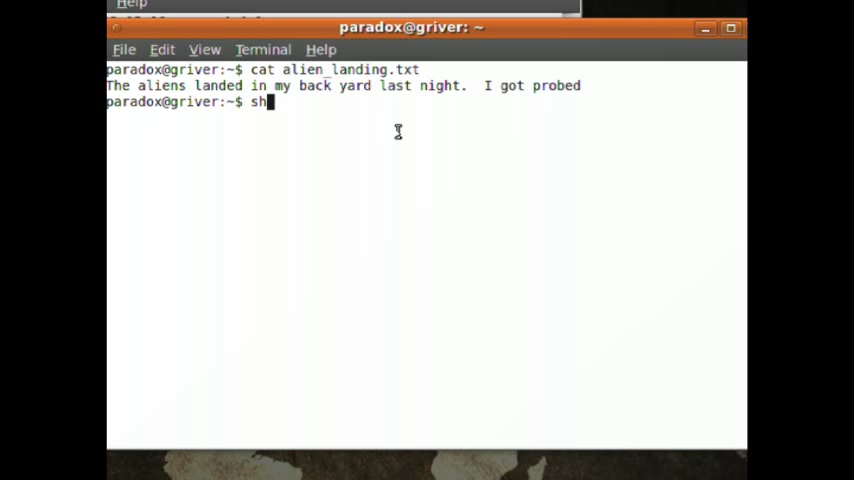 Help
paradox@griver: ~
File Edit View Terminal Help
paradox@griver:~$ cat alien_landing.txt
The aliens landed in my back yard last night.  I got probed
paradox@griver:~$ sh